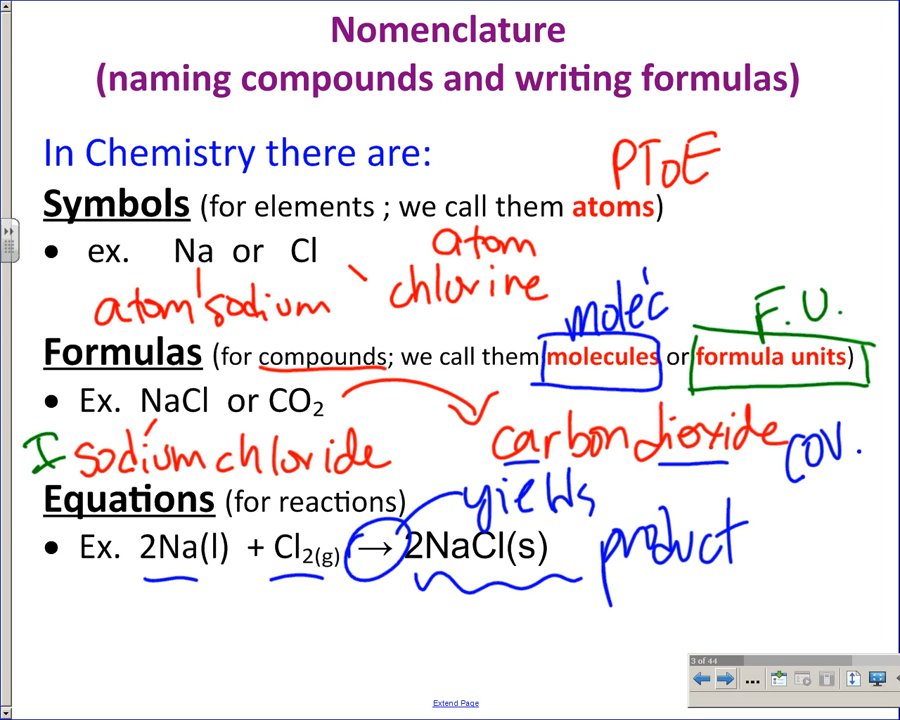 Nomenclature
(naming compounds and writing formulas)
In Chemistry there are:
PToE
Symbols (for elements ; we call them atoms)
• ex. Na or Cl
atom sodium
atom
chlorine
molec
F.U.
Formulas (for compounds; we call them molecules or formula units)
• Ex. NaCl or CO₂
I sodium chloride
carbon dioxide cov.
Equations (for reactions)
yields
• Ex. 2Na(l) + Cl₂(g) → 2NaCl(s) product
3 of 44
Extend Page